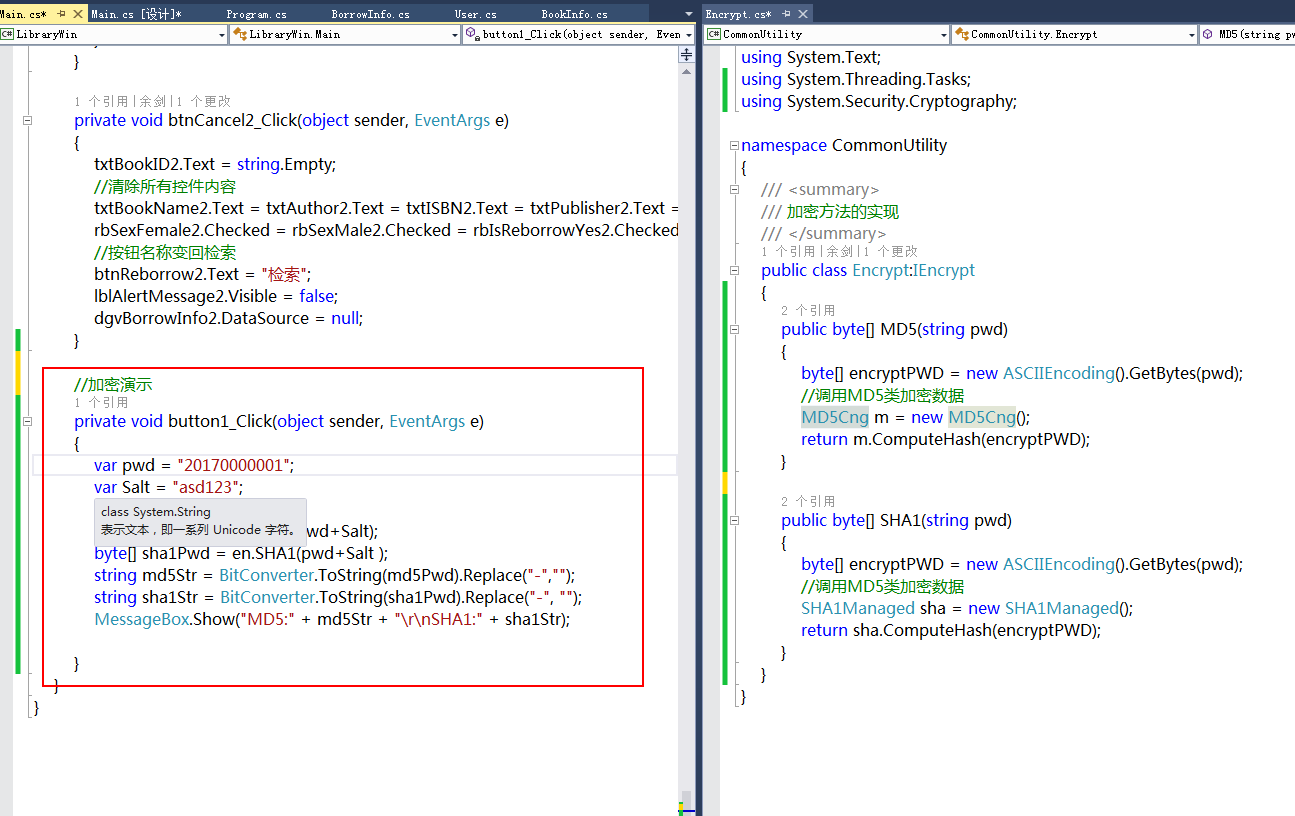 Main.cs* Main.cs [设计]* Program.cs BorrowInfo.cs User.cs BookInfo.cs
C# LibraryWin LibraryWin.Main button1_Click(object sender, Even
}
1 个引用|余剑|1 个更改
private void btnCancel2_Click(object sender, EventArgs e)
{
txtBookID2.Text = string.Empty;
//清除所有控件内容
txtBookName2.Text = txtAuthor2.Text = txtISBN2.Text = txtPublisher2.Text =
rbSexFemale2.Checked = rbSexMale2.Checked = rbIsReborrowYes2.Checked
//按钮名称变回检索
btnReborrow2.Text = "检索";
lblAlertMessage2.Visible = false;
dgvBorrowInfo2.DataSource = null;
}
//加密演示
1 个引用
private void button1_Click(object sender, EventArgs e)
{
var pwd = "20170000001";
var Salt = "asd123";
class System.String
表示文本，即一系列 Unicode 字符。
wd+Salt);
byte[] sha1Pwd = en.SHA1(pwd+Salt );
string md5Str = BitConverter.ToString(md5Pwd).Replace("-","");
string sha1Str = BitConverter.ToString(sha1Pwd).Replace("-", "");
MessageBox.Show("MD5:" + md5Str + "\r\nSHA1:" + sha1Str);
}
}
}
Encrypt.cs*
C# CommonUtility CommonUtility.Encrypt MD5(string pw
using System.Text;
using System.Threading.Tasks;
using System.Security.Cryptography;
namespace CommonUtility
{
/// <summary>
/// 加密方法的实现
/// </summary>
1 个引用|余剑|1 个更改
public class Encrypt:IEncrypt
{
2 个引用
public byte[] MD5(string pwd)
{
byte[] encryptPWD = new ASCIIEncoding().GetBytes(pwd);
//调用MD5类加密数据
MD5Cng m = new MD5Cng();
return m.ComputeHash(encryptPWD);
}
2 个引用
public byte[] SHA1(string pwd)
{
byte[] encryptPWD = new ASCIIEncoding().GetBytes(pwd);
//调用MD5类加密数据
SHA1Managed sha = new SHA1Managed();
return sha.ComputeHash(encryptPWD);
}
}
}